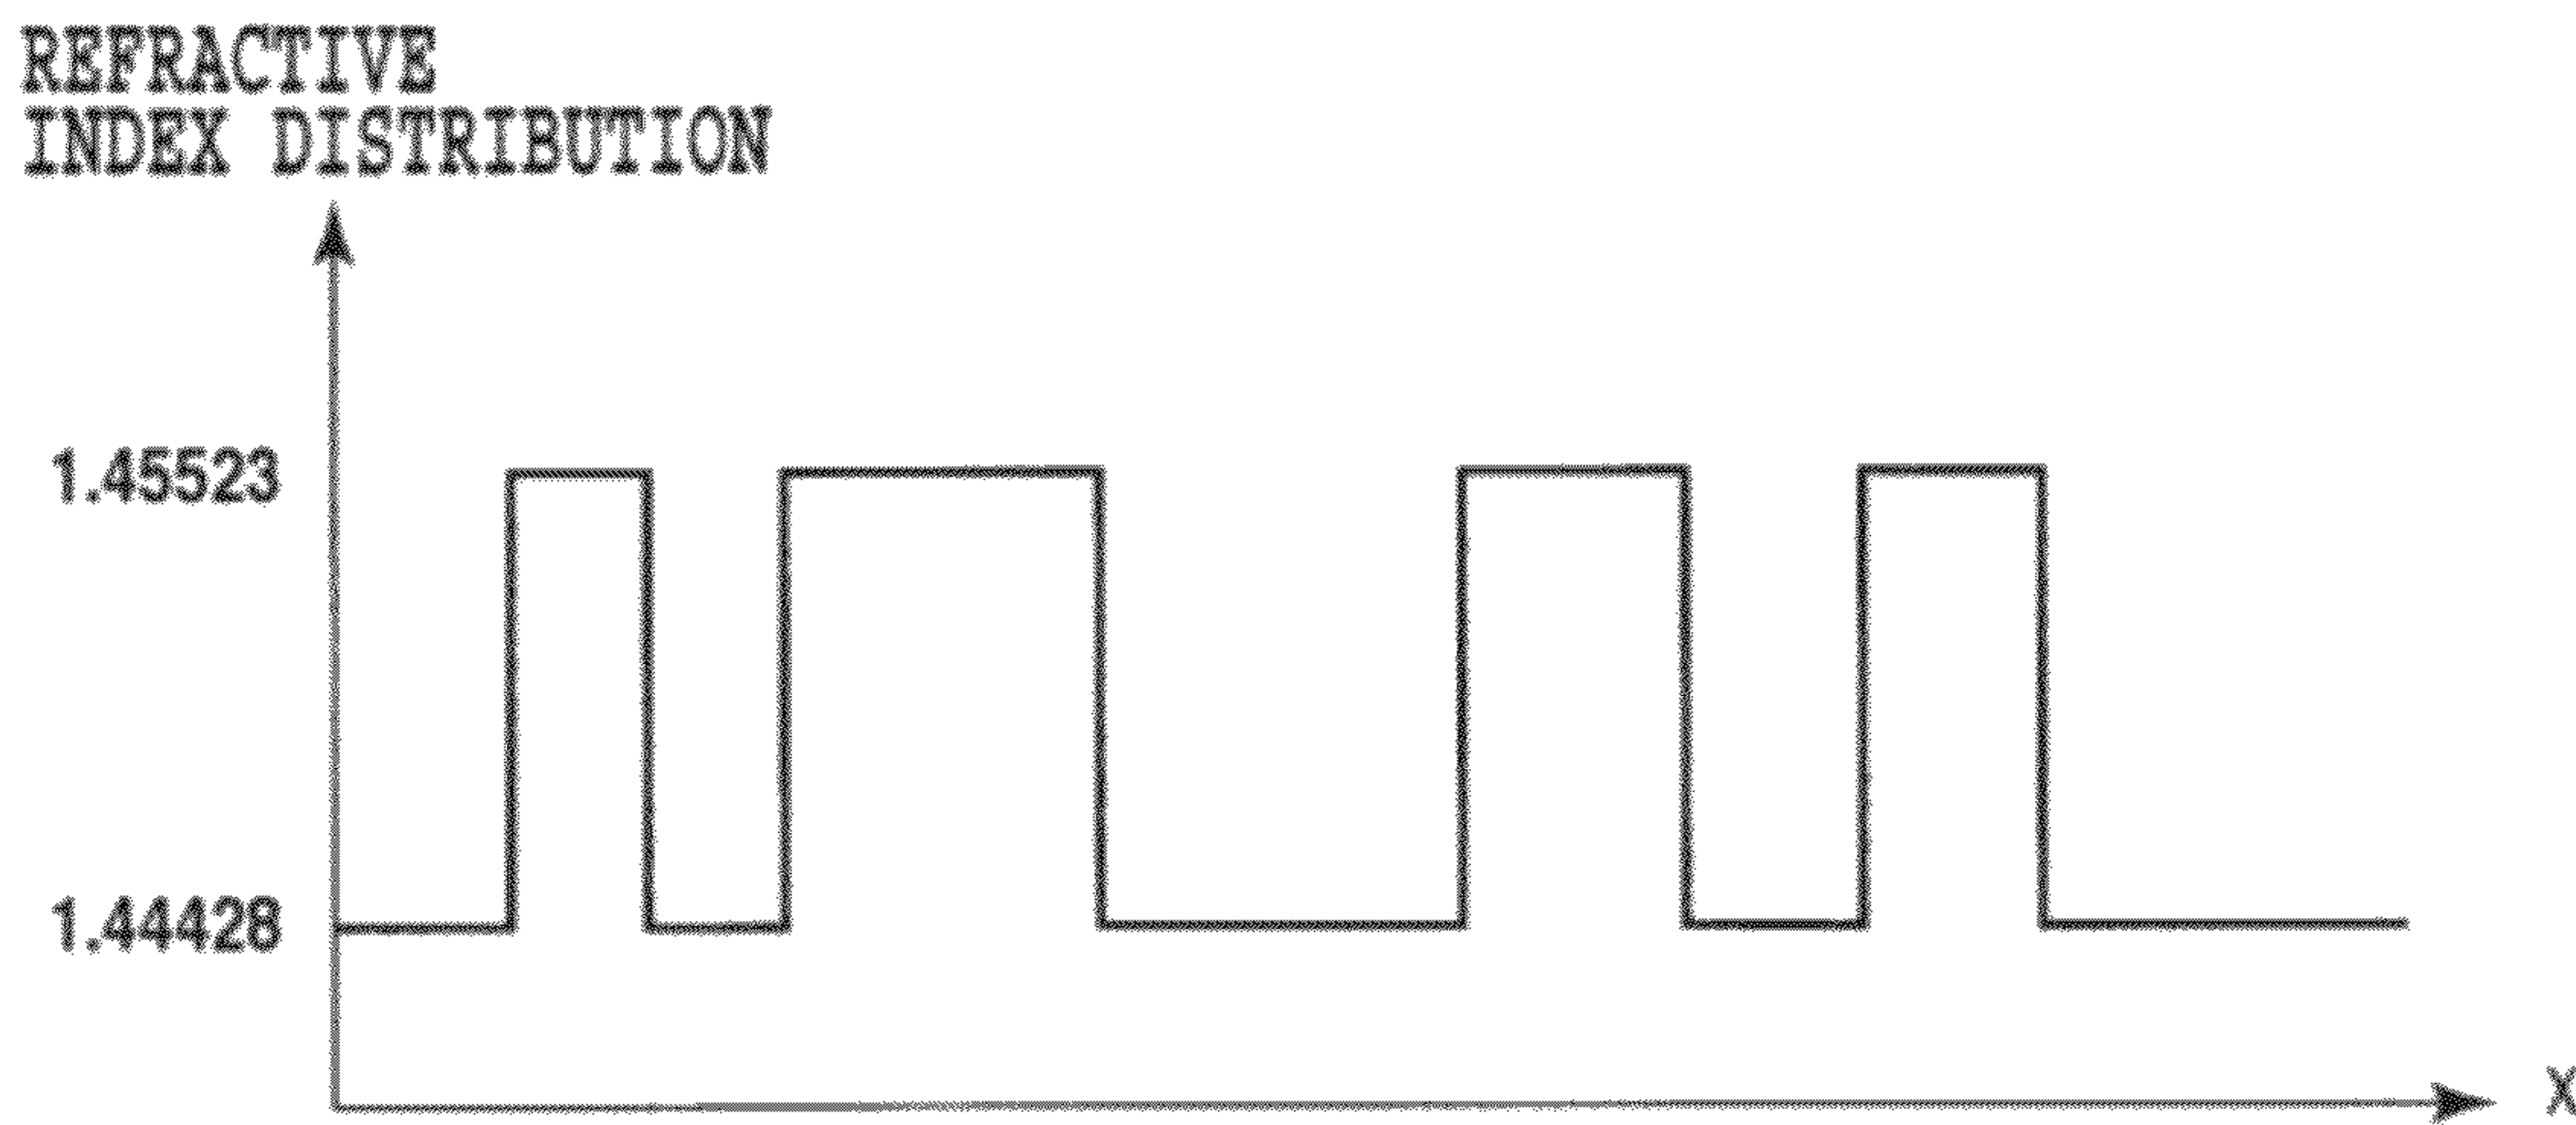 REFRACTIVE
INDEX DISTRIBUTION
1.45523
1.44428
X